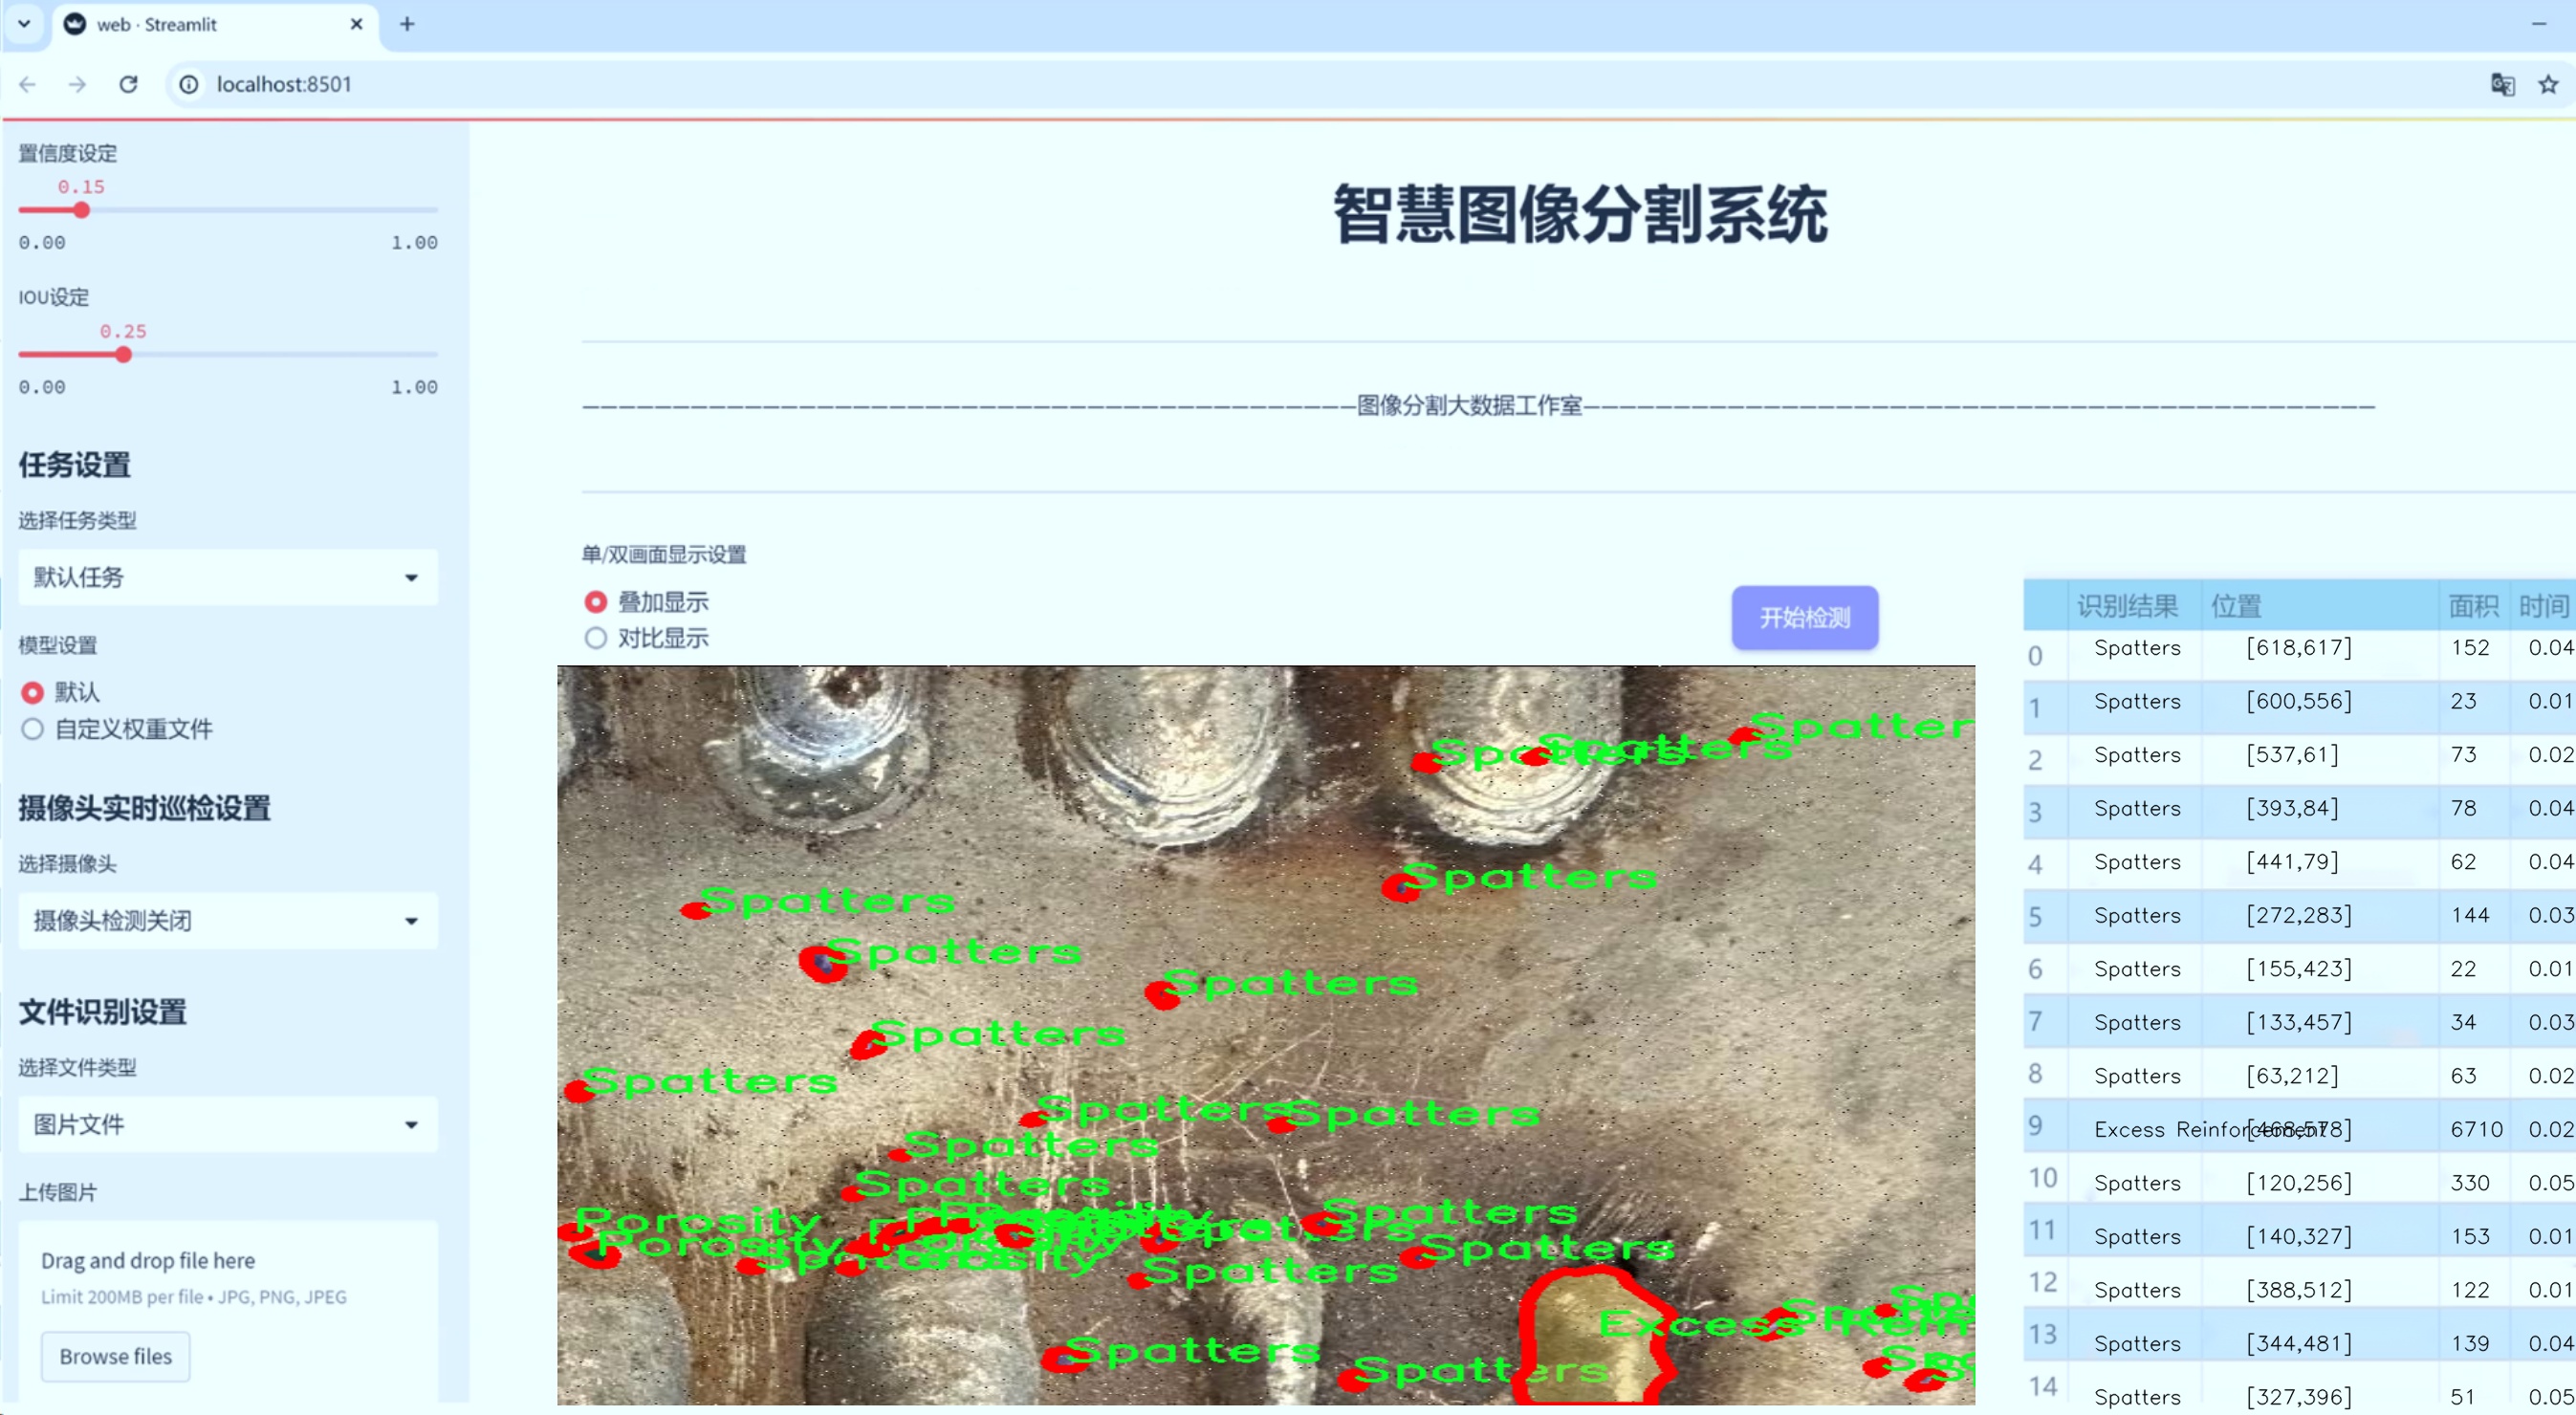 web · Streamlit
localhost:8501
置信度设定
0.15
0.00 1.00
IOU设定
0.25
0.00 1.00
任务设置
选择任务类型
默认任务
模型设置
默认
自定义权重文件
摄像头实时巡检设置
选择摄像头
摄像头检测关闭
文件识别设置
选择文件类型
图片文件
上传图片
Drag and drop file here
Limit 200MB per file • JPG, PNG, JPEG
Browse files
智慧图像分割系统
图像分割大数据工作室
单/双画面显示设置
叠加显示
对比显示
开始检测
Spatter
Spatters
Spatters
Spatters
Spatters
Spatters
Spatters
Spatters
Spatters
Spatters
Spatters
Spatters
Spatters
Porosity
Spatters
Porosity
Spatters
Spatters
Excess
Spatters
Spatters
识别结果 位置 面积 时间
0 Spatters [618,617] 152 0.04
1 Spatters [600,556] 23 0.01
2 Spatters [537,61] 73 0.02
3 Spatters [393,84] 78 0.04
4 Spatters [441,79] 62 0.04
5 Spatters [272,283] 144 0.03
6 Spatters [155,423] 22 0.01
7 Spatters [133,457] 34 0.03
8 Spatters [63,212] 63 0.02
9 Excess Reinforcement [468,578] 6710 0.02
10 Spatters [120,256] 330 0.05
11 Spatters [140,327] 153 0.01
12 Spatters [388,512] 122 0.01
13 Spatters [344,481] 139 0.04
14 Spatters [327,396] 51 0.05